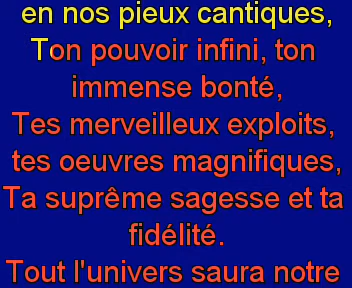 en nos pieux cantiques,
Ton pouvoir infini, ton
immense bonté,
Tes merveilleux exploits,
tes oeuvres magnifiques,
Ta suprême sagesse et ta
fidélité.
Tout l'univers saura notre